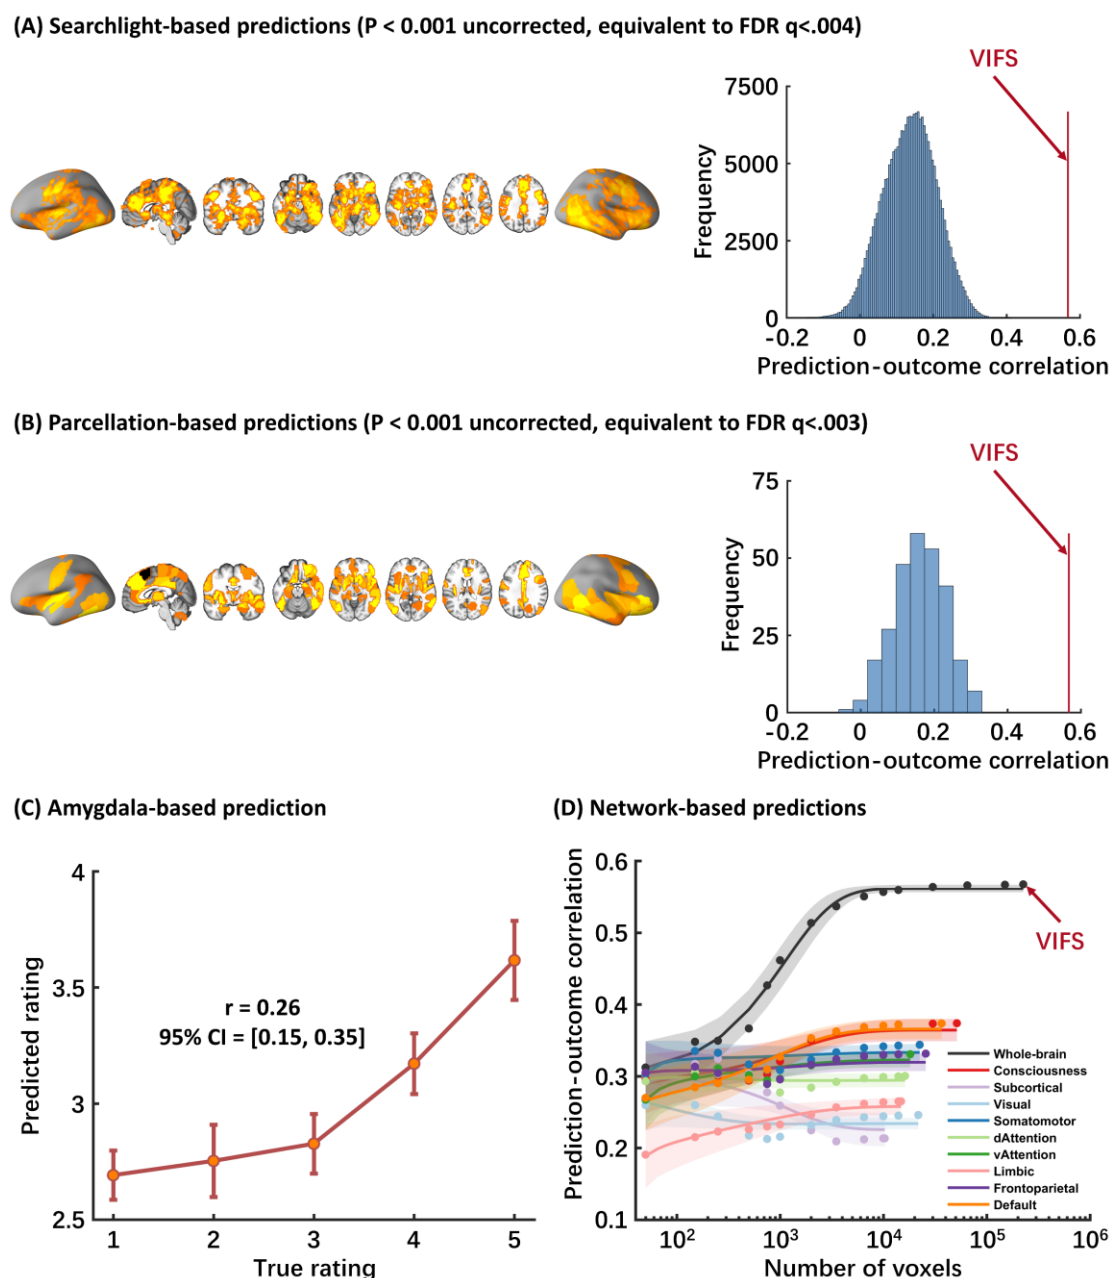 (A) Searchlight-based predictions (P < 0.001 uncorrected, equivalent to FDR q<.004)
VIFS
7500
5000
2500
0
Frequency
-0.2 0 0.2 0.4 0.6
Prediction-outcome correlation
(B) Parcellation-based predictions (P < 0.001 uncorrected, equivalent to FDR q<.003)
VIFS
75
50
25
0
Frequency
-0.2 0 0.2 0.4 0.6
Prediction-outcome correlation
(C) Amygdala-based prediction
4
3.5
3
2.5
Predicted rating
r = 0.26
95% CI = [0.15, 0.35]
1 2 3 4 5
True rating
(D) Network-based predictions
0.6
0.5
0.4
0.3
0.2
0.1
Prediction-outcome correlation
VIFS
Whole-brain
Consciousness
Subcortical
Visual
Somatomotor
dAttention
vAttention
Limbic
Frontoparietal
Default
10² 10³ 10⁴ 10⁵ 10⁶
Number of voxels